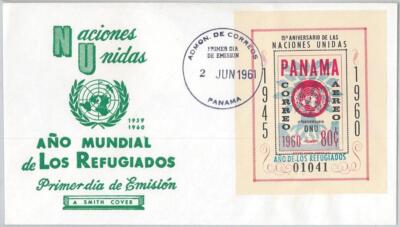 Naciones
Unidas
1959
1960
AÑO MUNDIAL
de LOS REFUGIADOS
Primer día de Emisión
A SMITH COVER
ADMON. DE CORREOS
PRIMER DIA
DE EMISION
2 JUN 1961
PANAMA
15º ANIVERSARIO DE LAS
NACIONES UNIDAS
1945
1960
PANAMA
CORREO
AEREO
ANIVERSARIO
ONU
1960 80¢
AÑO DE LOS REFUGIADOS
01041